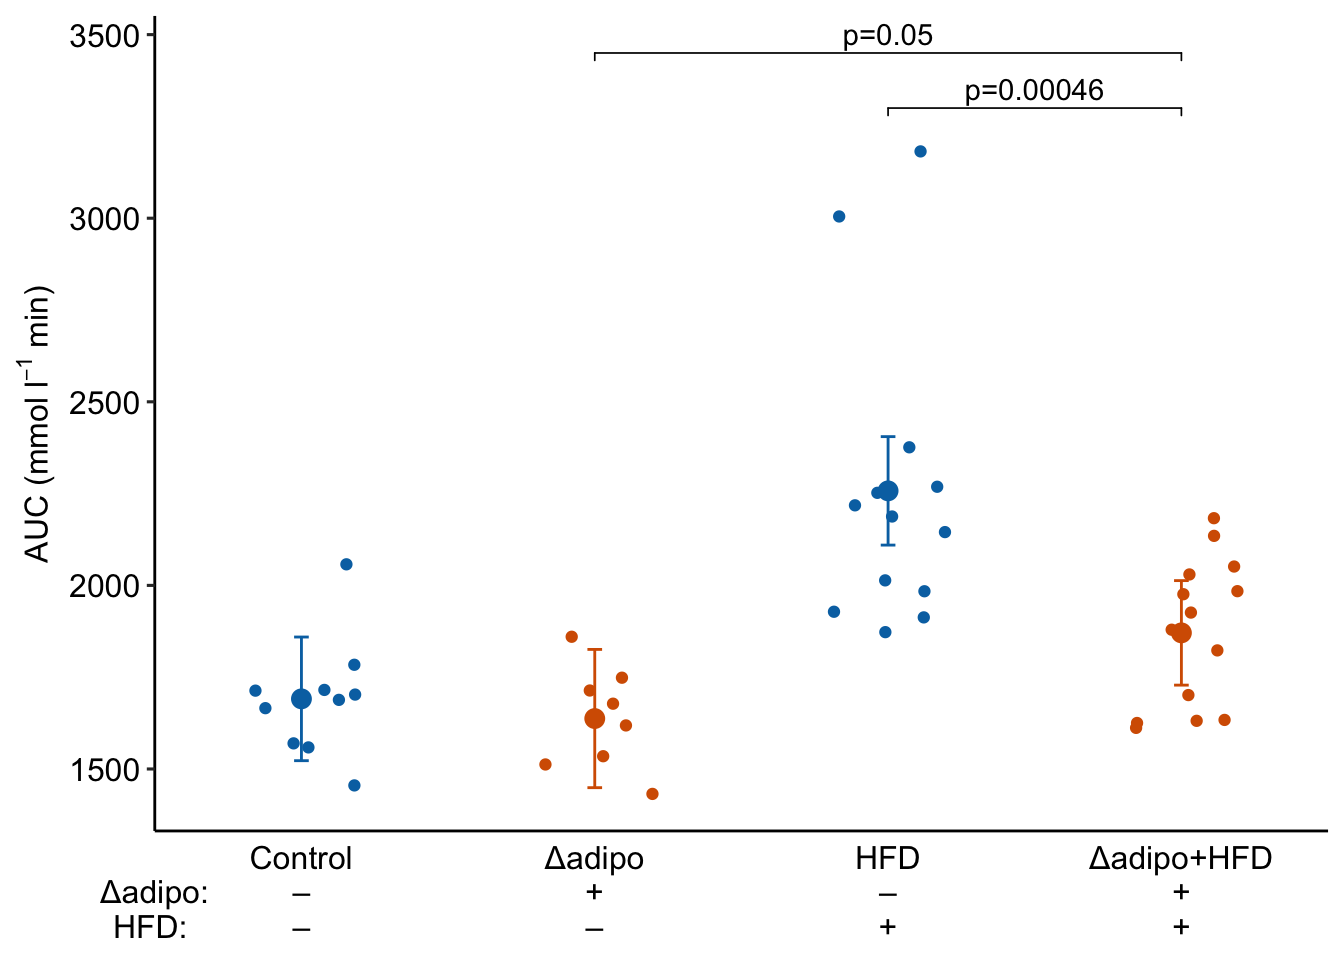 3500
p=0.05
p=0.00046
3000
2500
2000
1500
AUC (mmol l⁻¹ min)
Control Δadipo HFD Δadipo+HFD
Δadipo: – + – +
HFD: – – + +